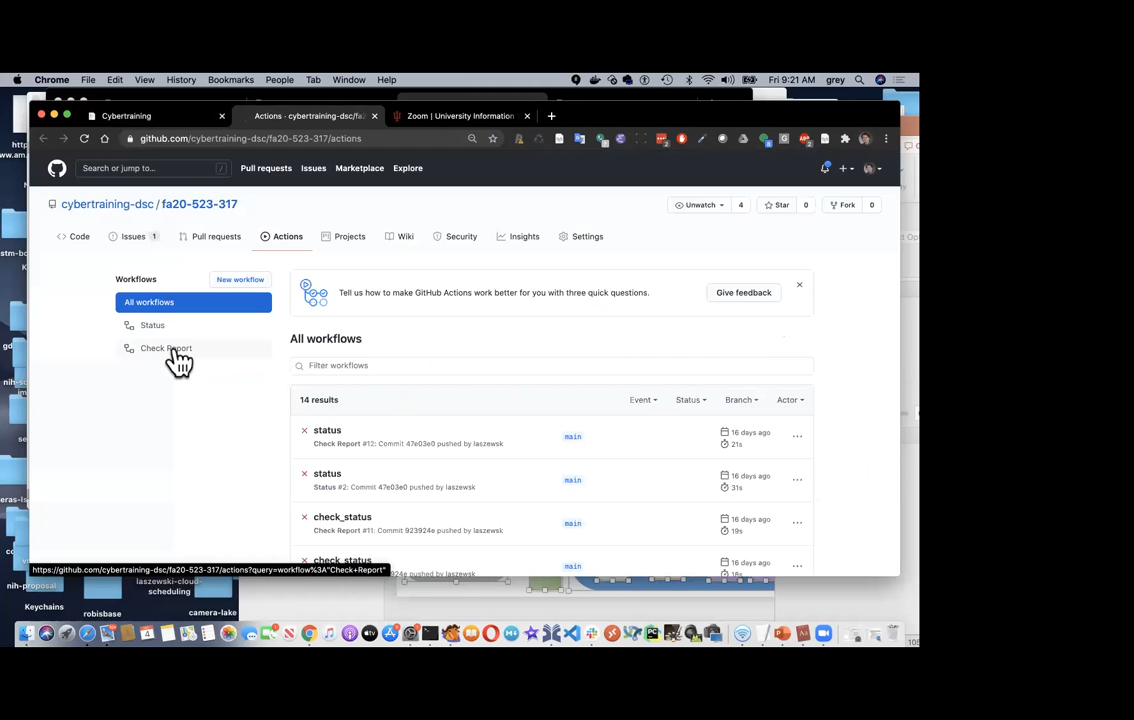 Chrome File Edit View History Bookmarks People Tab Window Help Fri 9:21 AM grey
Cybertraining
Actions · cybertraining-dsc/fa2
Zoom | University Information
github.com/cybertraining-dsc/fa20-523-317/actions
Search or jump to... /
Pull requests Issues Marketplace Explore
cybertraining-dsc / fa20-523-317
Unwatch 4 Star 0 Fork 0
Code Issues 1 Pull requests Actions Projects Wiki Security Insights Settings
Workflows New workflow
All workflows
Status
Check Report
Tell us how to make GitHub Actions work better for you with three quick questions.
Give feedback
All workflows
Filter workflows
14 results Event Status Branch Actor
status
Check Report #12: Commit 47e03e0 pushed by laszewsk
main
16 days ago
21s
status
Status #2: Commit 47e03e0 pushed by laszewsk
main
16 days ago
31s
check_status
Check Report #11: Commit 923924e pushed by laszewsk
main
16 days ago
19s
check_status
main
16 days ago
https://github.com/cybertraining-dsc/fa20-523-317/actions?query=workflow%3A"Check+Report"
nih-proposal
Keychains
robisbase
laszewski-cloud-
scheduling
camera-lake